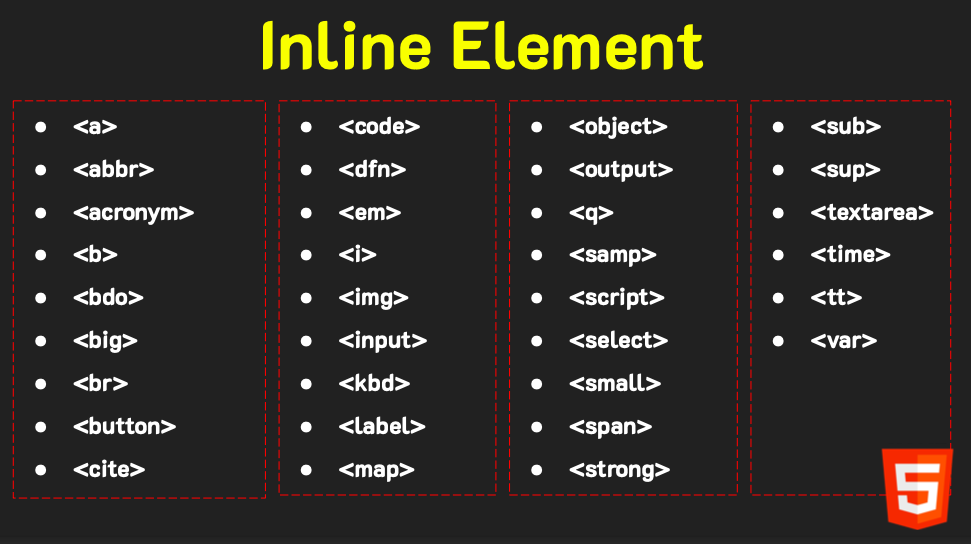 Inline Element
<a>
<abbr>
<acronym>
<b>
<bdo>
<big>
<br>
<button>
<cite>
<code>
<dfn>
<em>
<i>
<img>
<input>
<kbd>
<label>
<map>
<object>
<output>
<q>
<samp>
<script>
<select>
<small>
<span>
<strong>
<sub>
<sup>
<textarea>
<time>
<tt>
<var>
5